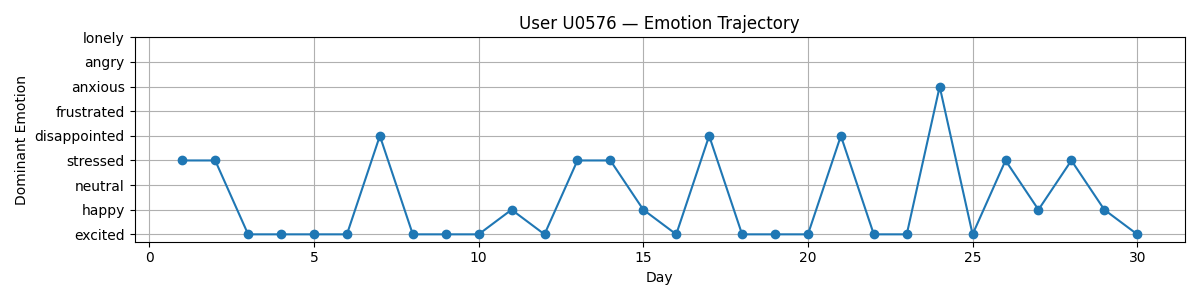 User U0576 — Emotion Trajectory
Dominant Emotion
lonely
angry
anxious
frustrated
disappointed
stressed
neutral
happy
excited
0 5 10 15 20 25 30
Day